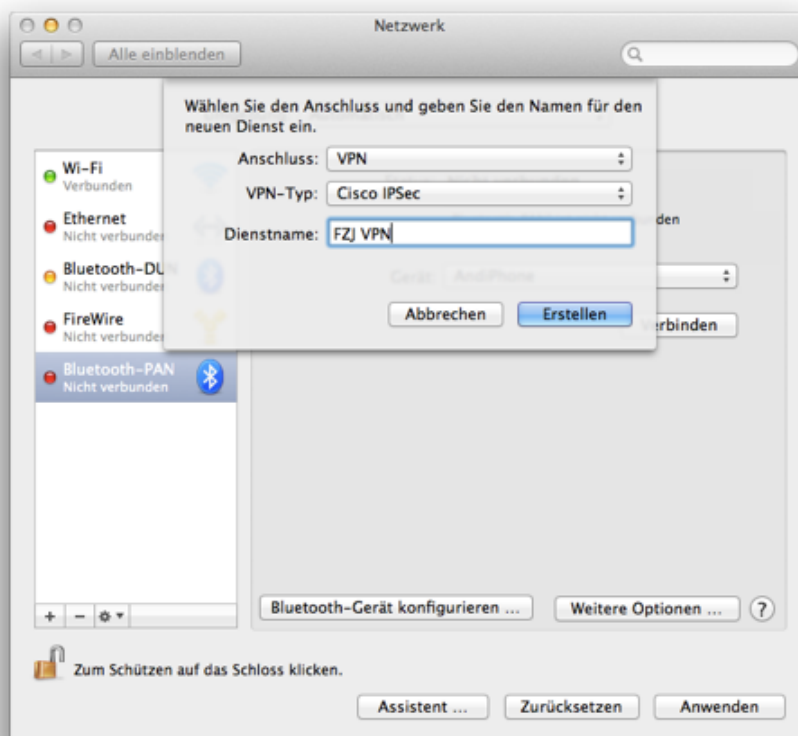 Netzwerk
Alle einblenden
Wählen Sie den Anschluss und geben Sie den Namen für den
neuen Dienst ein.
Anschluss: VPN
VPN-Typ: Cisco IPSec
Dienstname: FZJ VPN
Abbrechen
Erstellen
Wi-Fi
Verbunden
Ethernet
Nicht verbunden
Bluetooth-DUN
Nicht verbunden
FireWire
Nicht verbunden
Bluetooth-PAN
Nicht verbunden
Gerät:
rbinden
Bluetooth-Gerät konfigurieren ...
Weitere Optionen ... ?
Zum Schützen auf das Schloss klicken.
Assistent ...
Zurücksetzen
Anwenden